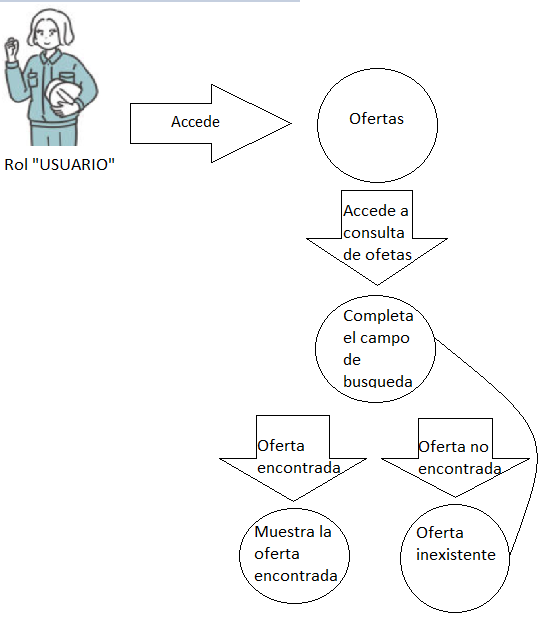 Accede
Ofertas
Rol "USUARIO"
Accede a
consulta
de ofetas
Completa
el campo
de
busqueda
Oferta
encontrada
Oferta no
encontrada
Muestra la
oferta
encontrada
Oferta
inexistente